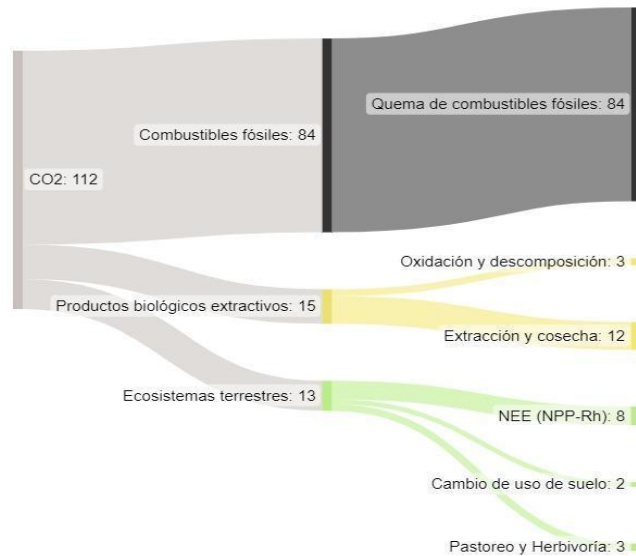 Quema de combustibles fósiles: 84
Combustibles fósiles: 84
CO2: 112
Oxidación y descomposición: 3
Productos biológicos extractivos: 15
Extracción y cosecha: 12
Ecosistemas terrestres: 13
NEE (NPP-Rh): 8
Cambio de uso de suelo: 2
Pastoreo y Herbivoría: 3